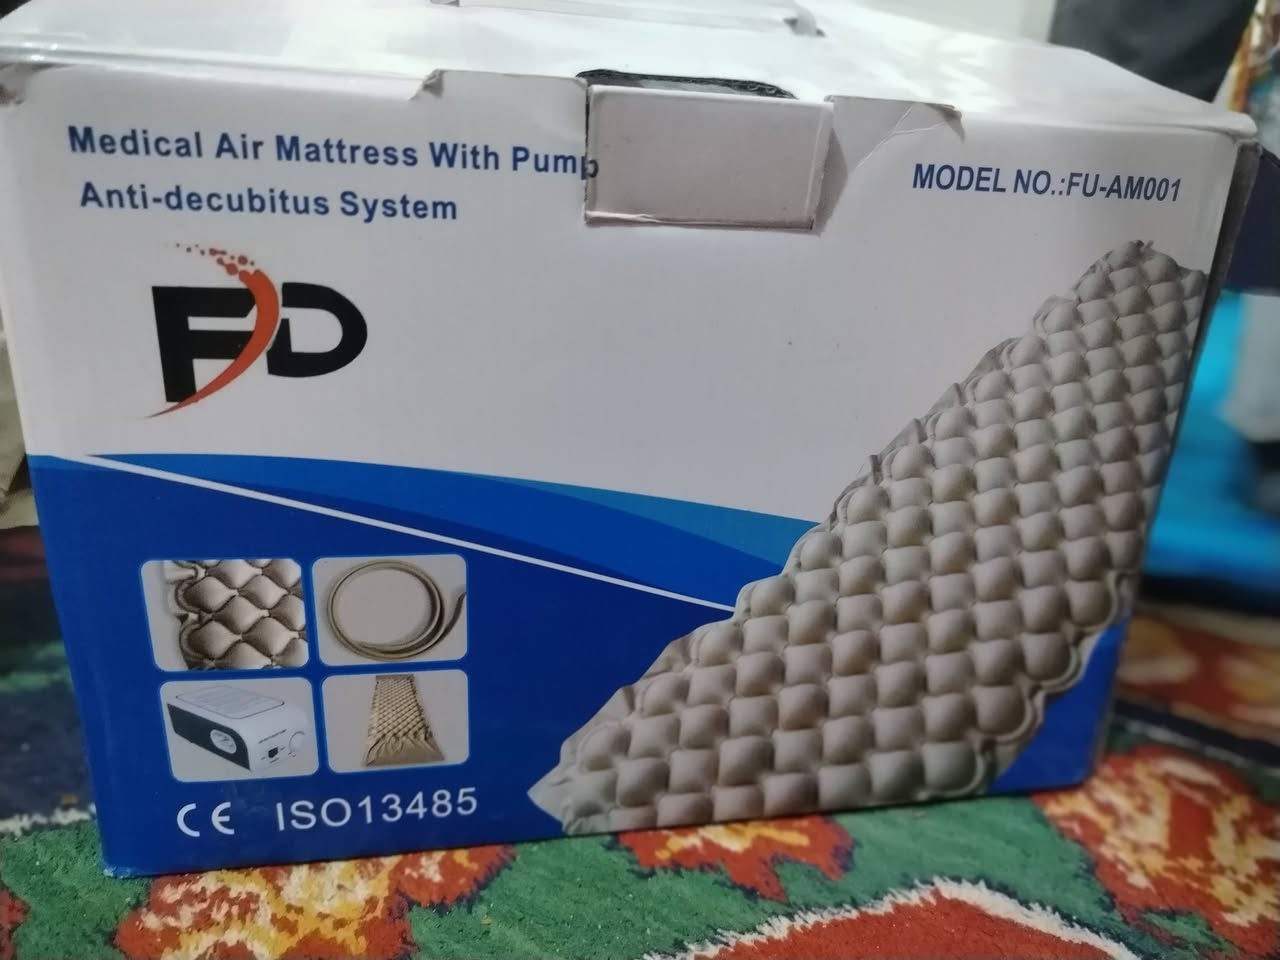 Medical Air Mattress With Pump
Anti-decubitus System
MODEL NO.:FU-AM001
FD
CE ISO13485